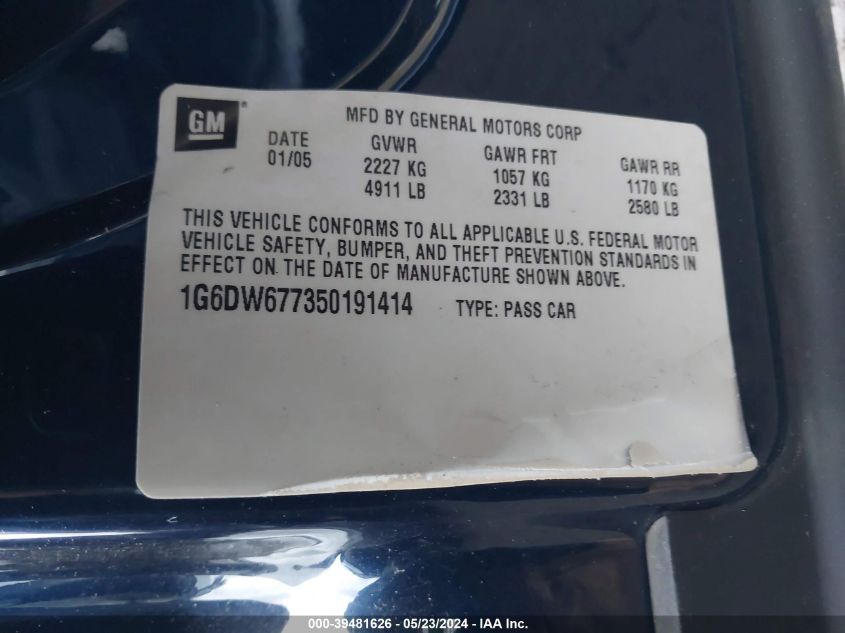 GM
MFD BY GENERAL MOTORS CORP
DATE GVWR GAWR FRT GAWR RR
01/05 2227 KG 1057 KG 1170 KG
4911 LB 2331 LB 2580 LB
THIS VEHICLE CONFORMS TO ALL APPLICABLE U.S. FEDERAL MOTOR
VEHICLE SAFETY, BUMPER, AND THEFT PREVENTION STANDARDS IN
EFFECT ON THE DATE OF MANUFACTURE SHOWN ABOVE.
1G6DW677350191414 TYPE: PASS CAR
000-39481626 - 05/23/2024 - IAA Inc.